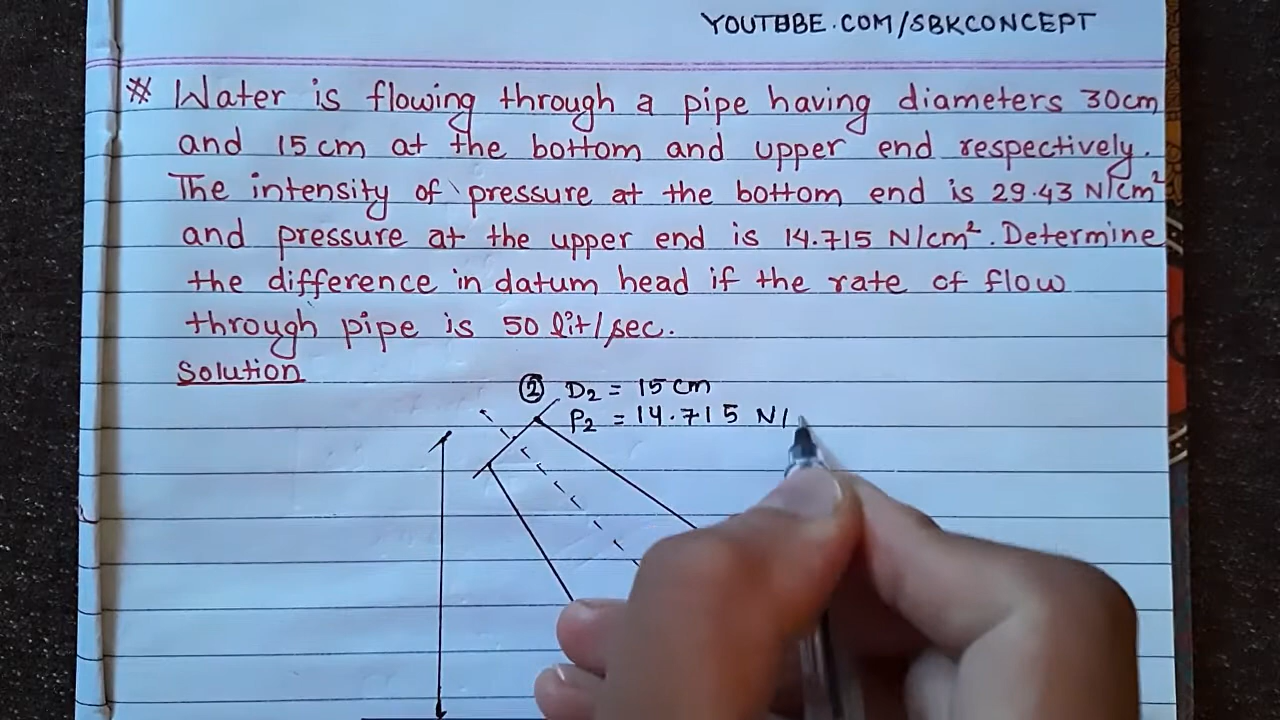 YOUTUBE.COM/SBKCONCEPT
* Water is flowing through a pipe having diameters 30cm
and 15cm at the bottom and upper end respectively.
The intensity of pressure at the bottom end is 29.43 N/cm²
and pressure at the upper end is 14.715 N/cm². Determine
the difference in datum head if the rate of flow
through pipe is 50 lit/sec.
Solution
② D₂ = 15cm
P₂ = 14.715 N/